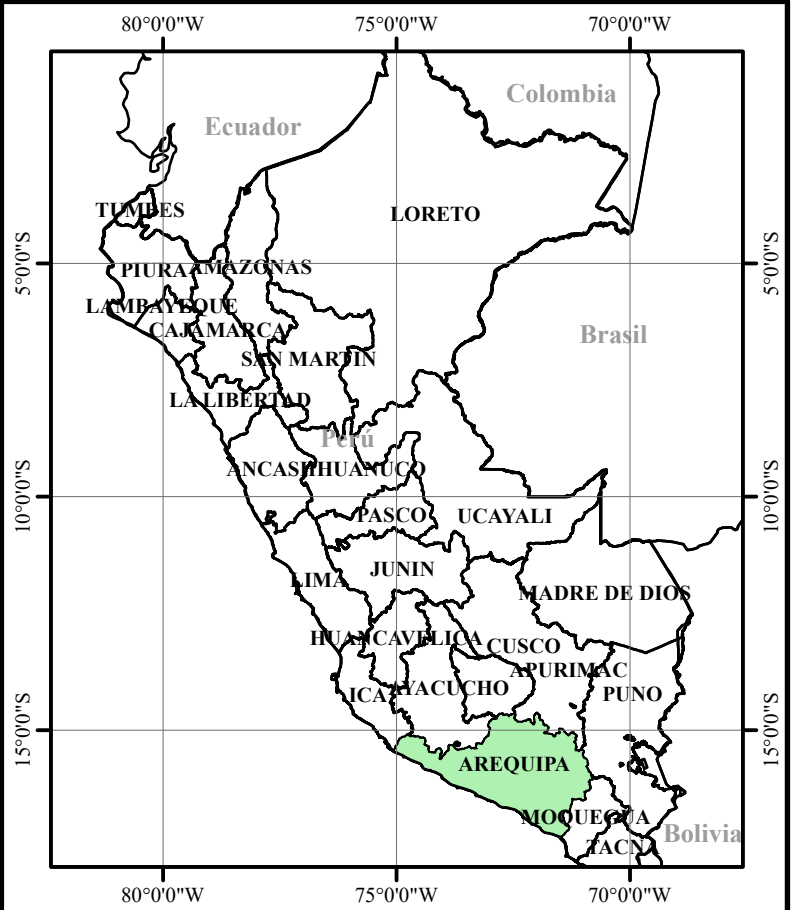 80°0'0"W 75°0'0"W 70°0'0"W
Colombia
Ecuador
TUMBES
LORETO
5°0'0"S 5°0'0"S
PIURA AMAZONAS
LAMBAYEQUE
CAJAMARCA
Brasil
SAN MARTIN
LA LIBERTAD
Perú
ANCASH HUANUCO
10°0'0"S 10°0'0"S
PASCO UCAYALI
JUNIN
LIMA
MADRE DE DIOS
HUANCAVELICA
CUSCO
APURIMAC
ICA AYACUCHO PUNO
15°0'0"S 15°0'0"S
AREQUIPA
MOQUEGUA
Bolivia
TACNA
80°0'0"W 75°0'0"W 70°0'0"W